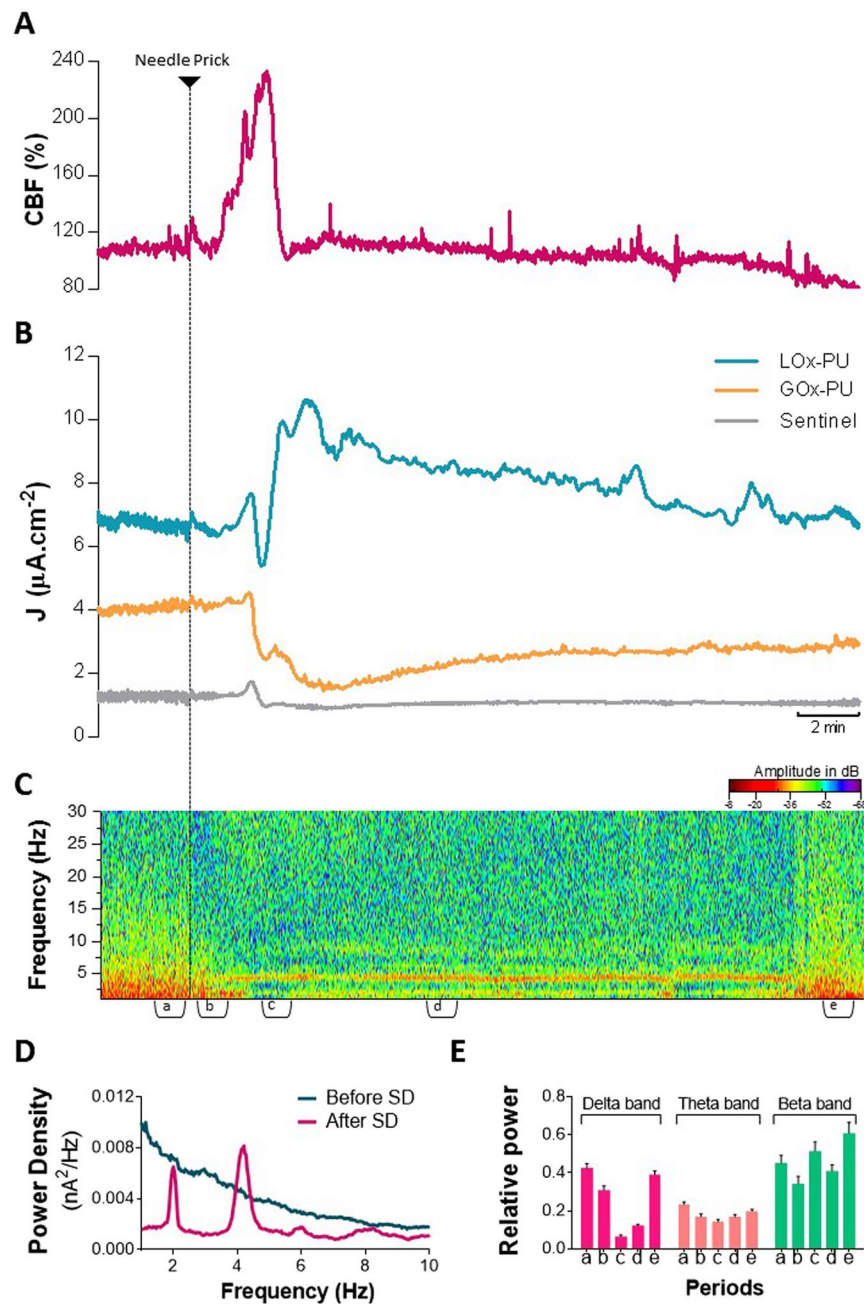 A
Needle Prick
CBF (%)
240
200
160
120
80
B
J (μA.cm-2)
12
10
8
6
4
2
0
LOx-PU
GOx-PU
Sentinel
2 min
C
Amplitude in dB
-8 -20 -36 -52 -68
Frequency (Hz)
30
25
20
15
10
5
a b c d e
D
Power Density
(nA2/Hz)
0.012
0.008
0.004
0.000
Before SD
After SD
2 4 6 8 10
Frequency (Hz)
E
Relative power
0.8
0.6
0.4
0.2
0.0
Delta band Theta band Beta band
a b c d e a b c d e a b c d e
Periods